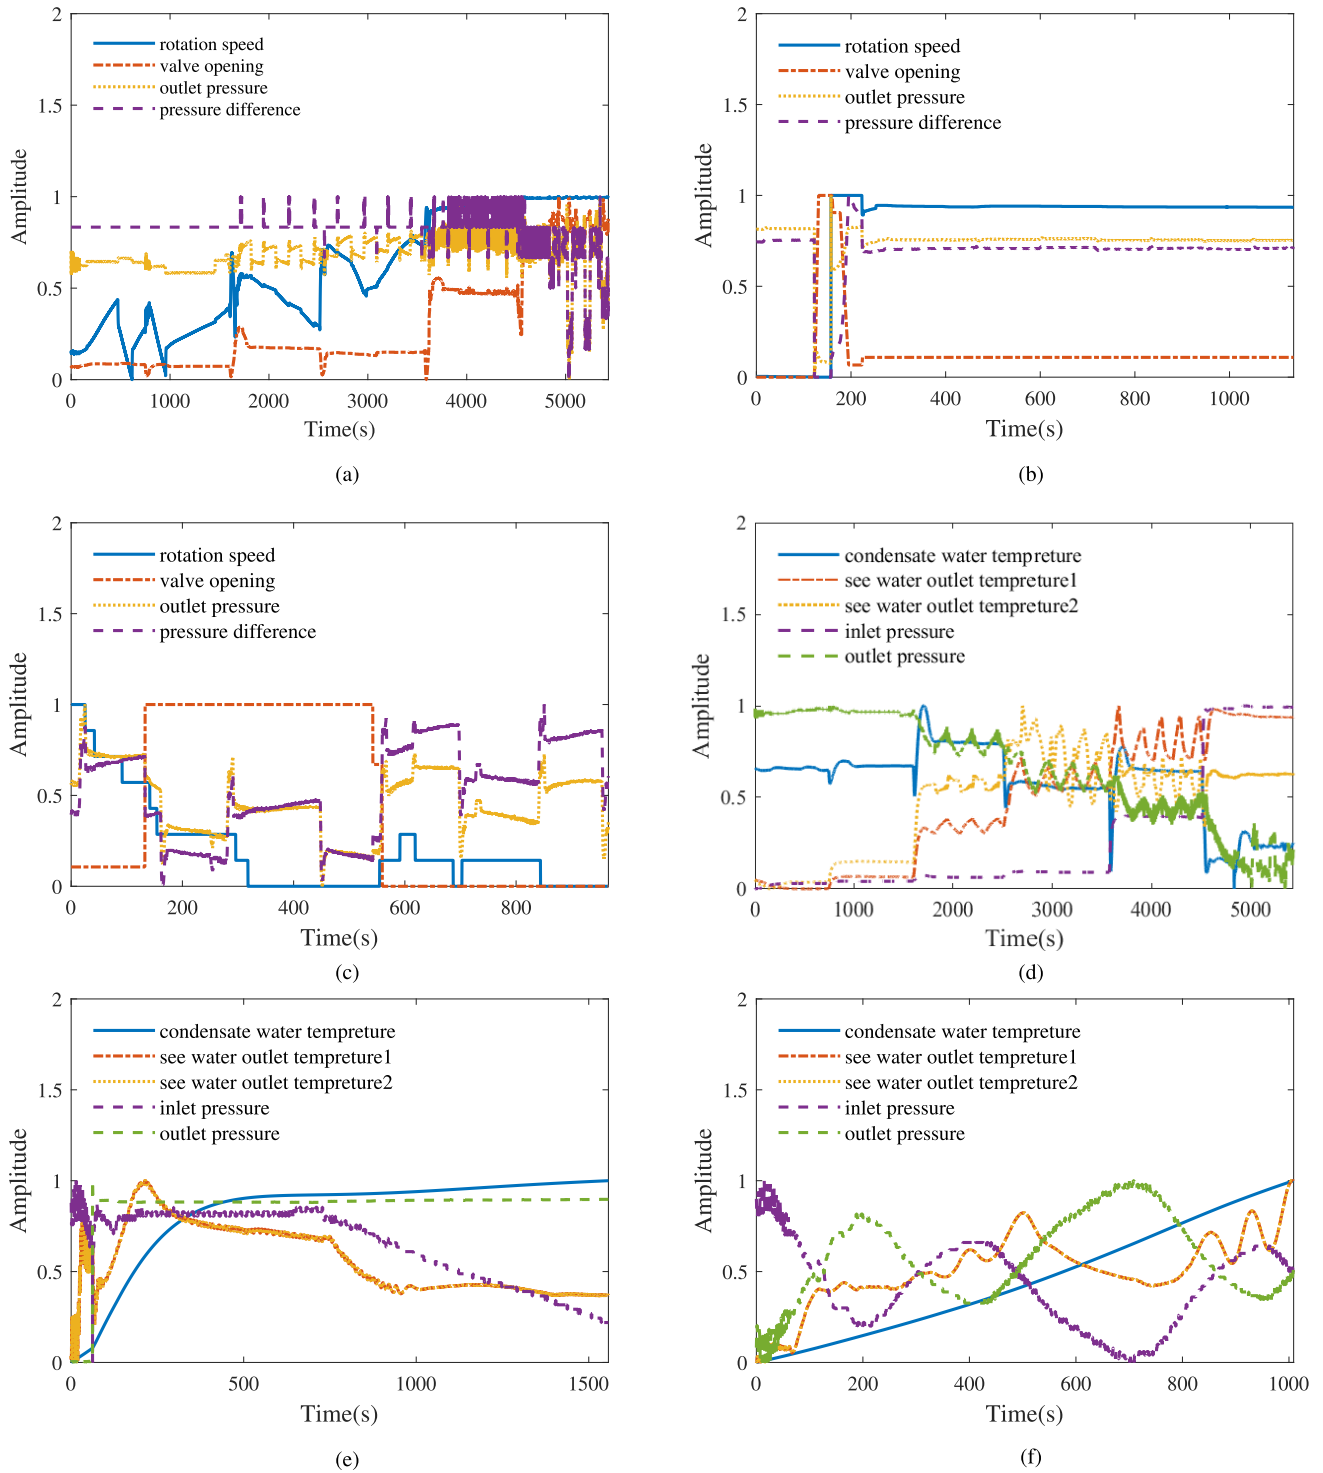 2
1.5
1
0.5
0
Amplitude
rotation speed
valve opening
outlet pressure
pressure difference
0 1000 2000 3000 4000 5000
Time(s)
(a)
2
1.5
1
0.5
0
Amplitude
rotation speed
valve opening
outlet pressure
pressure difference
0 200 400 600 800 1000
Time(s)
(b)
2
1.5
1
0.5
0
Amplitude
rotation speed
valve opening
outlet pressure
pressure difference
0 200 400 600 800
Time(s)
(c)
2
1.5
1
0.5
0
Amplitude
condensate water tempreture
see water outlet tempreture1
see water outlet tempreture2
inlet pressure
outlet pressure
0 1000 2000 3000 4000 5000
Time(s)
(d)
2
1.5
1
0.5
0
Amplitude
condensate water tempreture
see water outlet tempreture1
see water outlet tempreture2
inlet pressure
outlet pressure
0 500 1000 1500
Time(s)
(e)
2
1.5
1
0.5
0
Amplitude
condensate water tempreture
see water outlet tempreture1
see water outlet tempreture2
inlet pressure
outlet pressure
0 200 400 600 800 1000
Time(s)
(f)